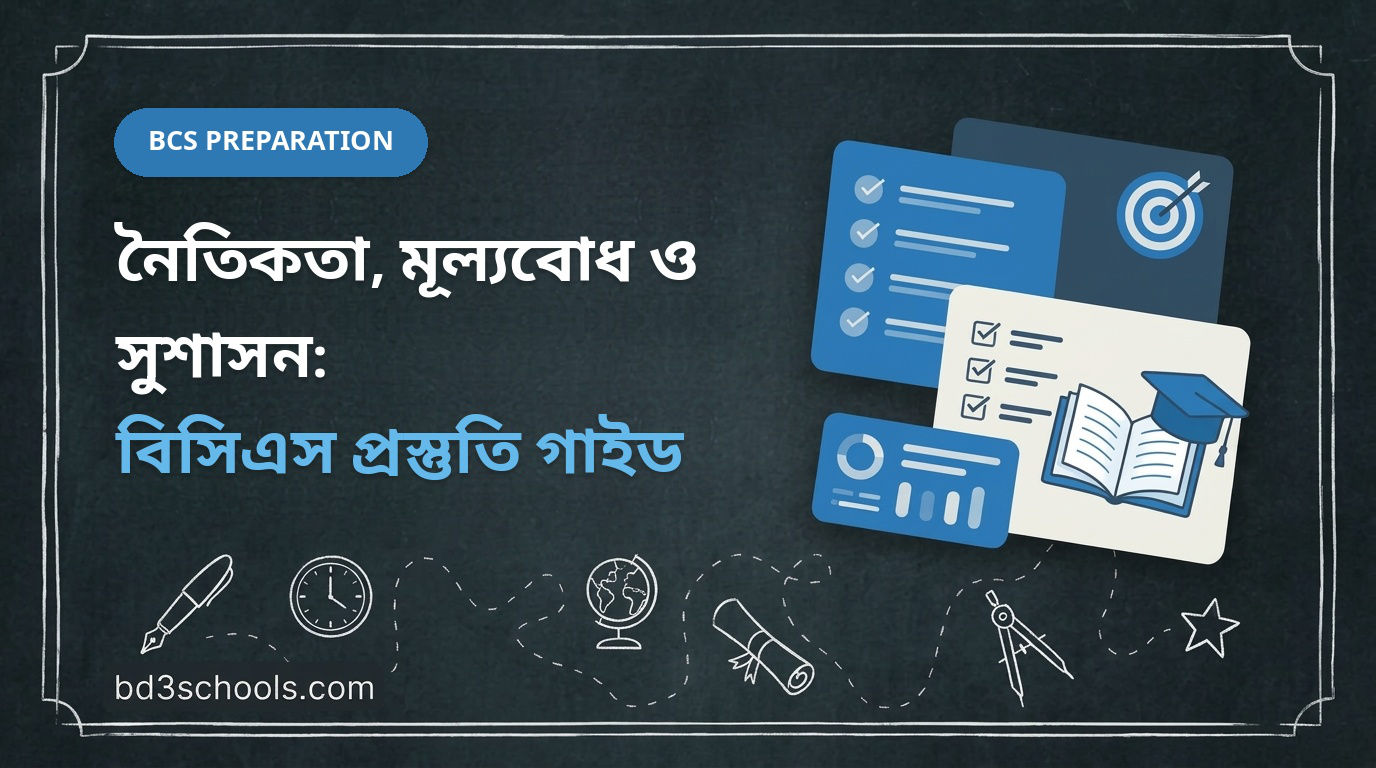 BCS PREPARATION
নৈতিকতা, মূল্যবোধ ও
সুশাসন:
বিসিএস প্রস্তুতি গাইড
bd3schools.com